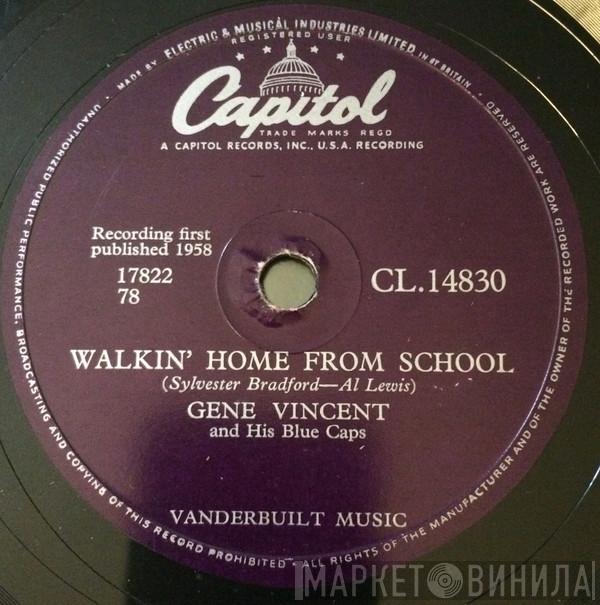 MADE BY ELECTRIC & MUSICAL INDUSTRIES LIMITED IN GT BRITAIN ·
REGISTERED USER
Capitol
TRADE MARKS REGD
A CAPITOL RECORDS, INC., U.S.A. RECORDING
Recording first
published 1958
17822
78
CL.14830
WALKIN' HOME FROM SCHOOL
(Sylvester Bradford—Al Lewis)
GENE VINCENT
and His Blue Caps
VANDERBUILT MUSIC
UNAUTHORIZED PUBLIC PERFORMANCE, BROADCASTING AND COPYING OF THIS RECORD PROHIBITED · ALL RIGHTS OF THE MANUFACTURER AND OF THE OWNER OF THE RECORDED WORK ARE RESERVED ·
МАРКЕТ ВИНИЛА